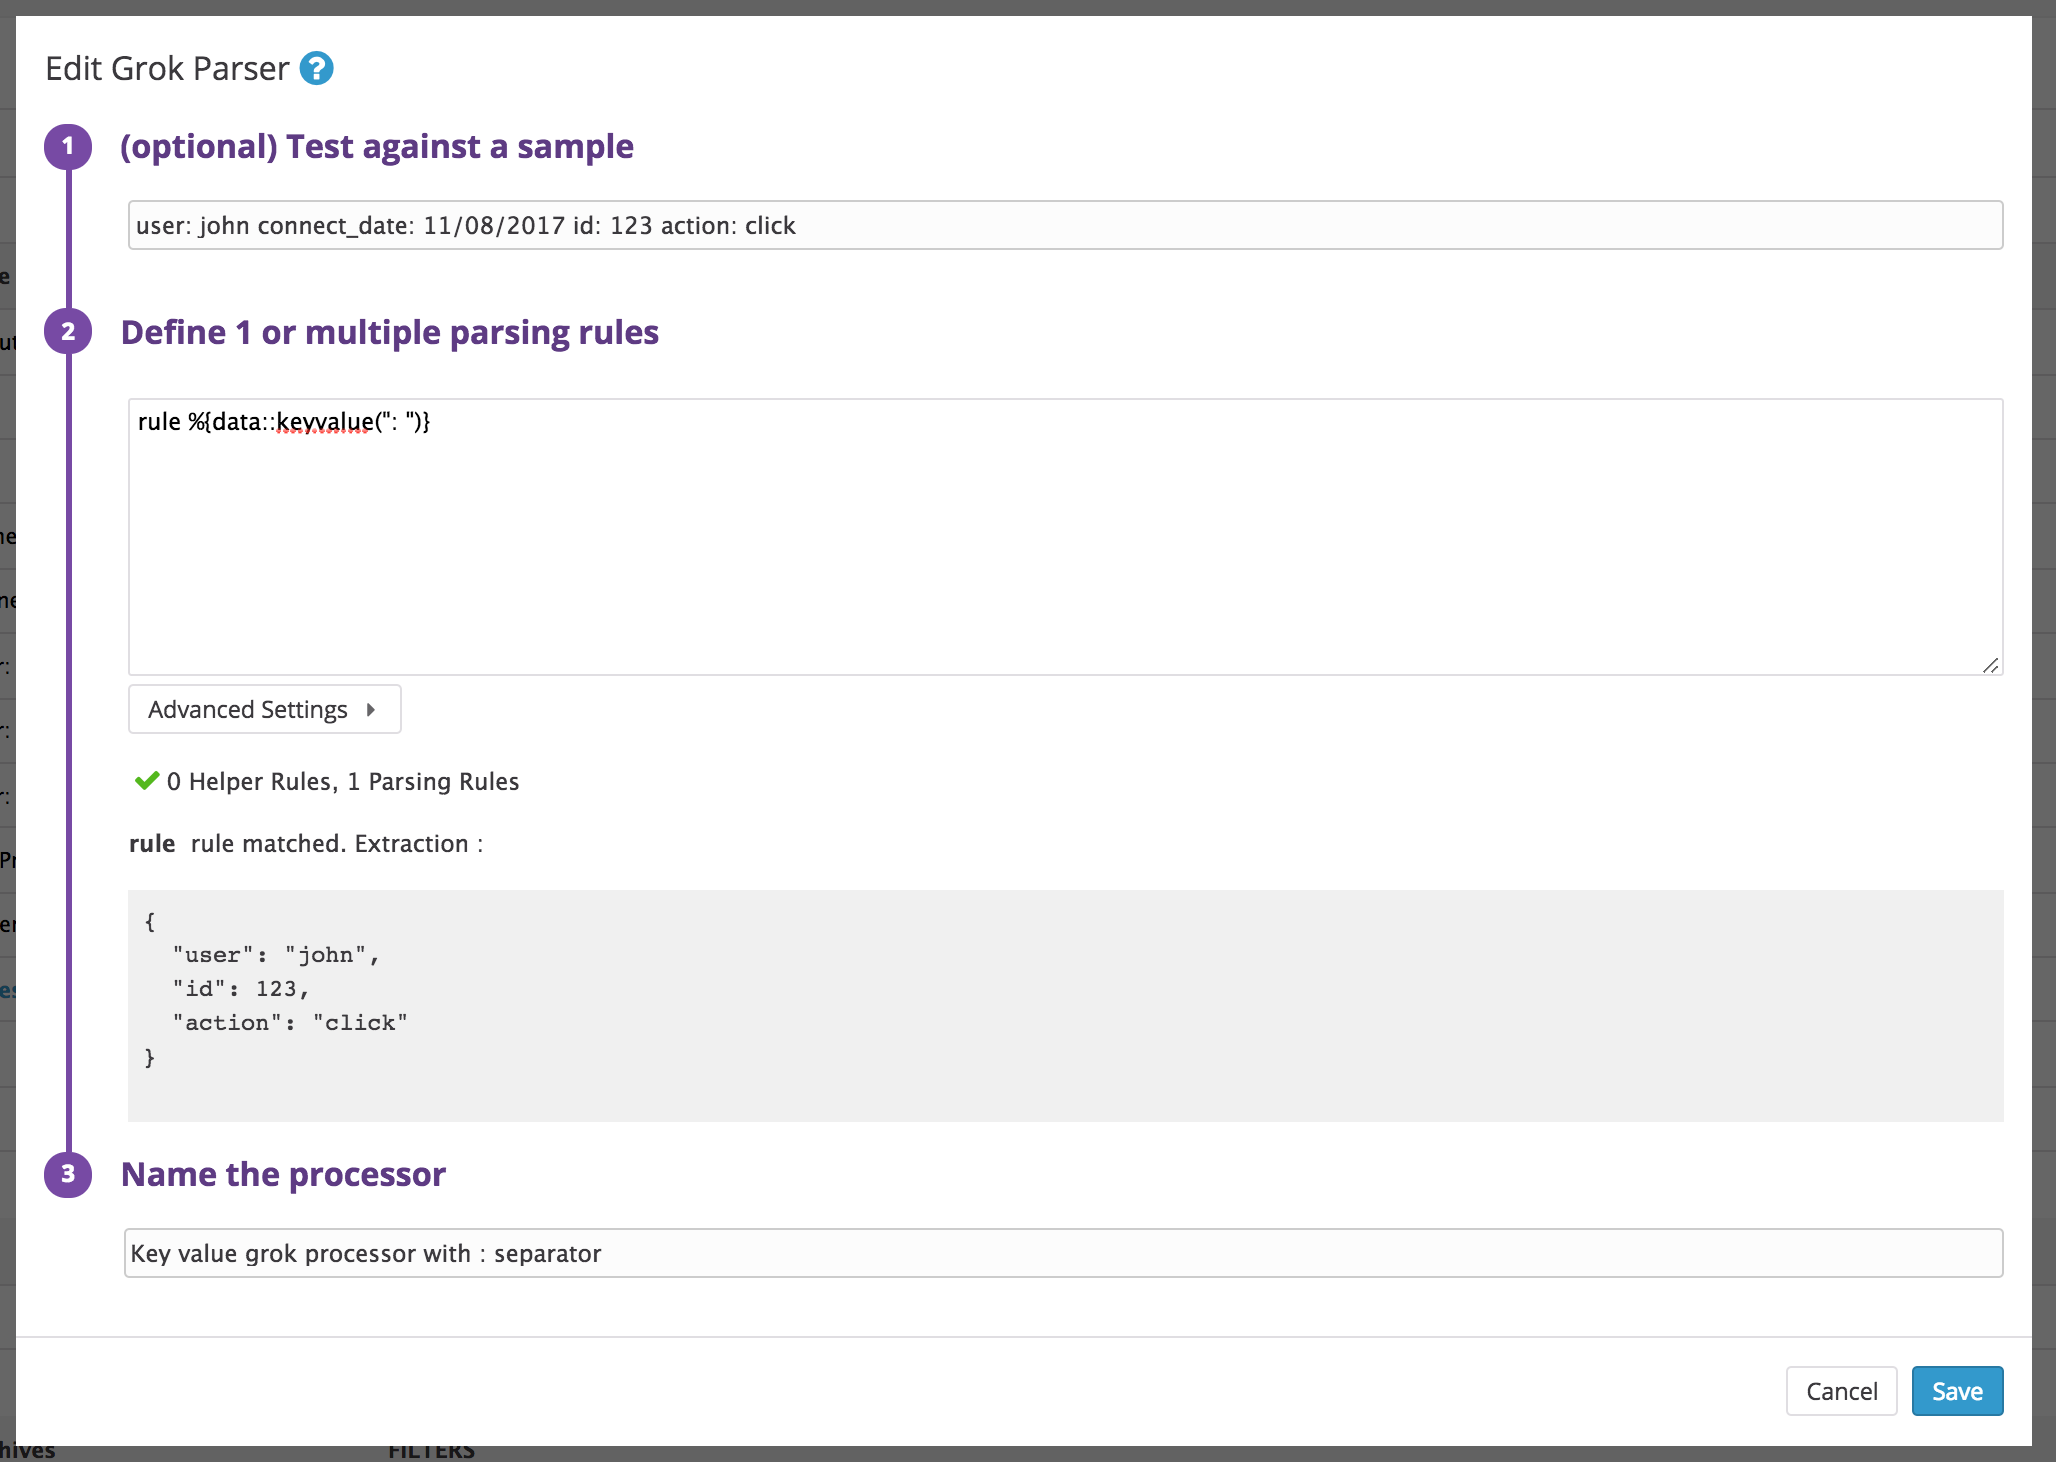 Edit Grok Parser ?
1 (optional) Test against a sample
user: john connect_date: 11/08/2017 id: 123 action: click
2 Define 1 or multiple parsing rules
rule %{data::keyvalue(": ")}
Advanced Settings
0 Helper Rules, 1 Parsing Rules
rule rule matched. Extraction :
{
"user": "john",
"id": 123,
"action": "click"
}
3 Name the processor
Key value grok processor with : separator
Cancel Save
FILTERS